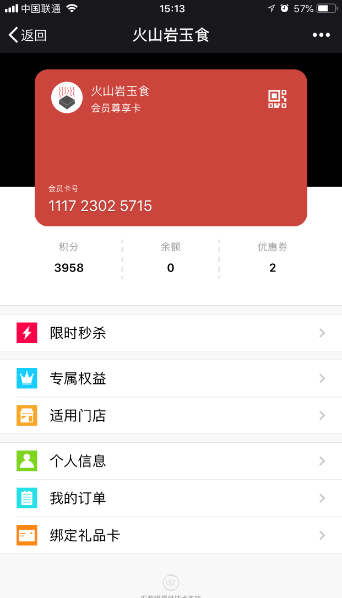 中国联通
15:13
57%
返回
火山岩玉食
火山岩玉食
会员尊享卡
会员卡号
1117 2302 5715
积分
余额
优惠券
3958
0
2
限时秒杀
专属权益
适用门店
个人信息
我的订单
绑定礼品卡